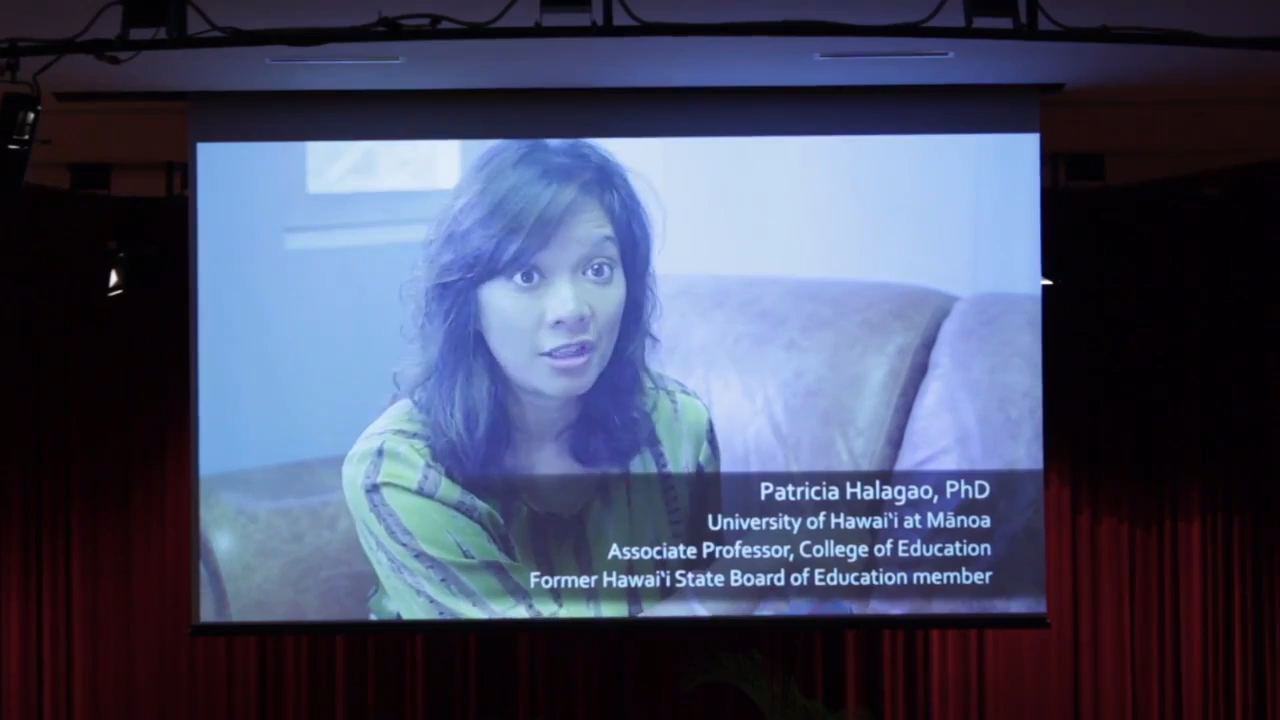 Patricia Halagao, PhD
University of Hawaiʻi at Mānoa
Associate Professor, College of Education
Former Hawaiʻi State Board of Education member